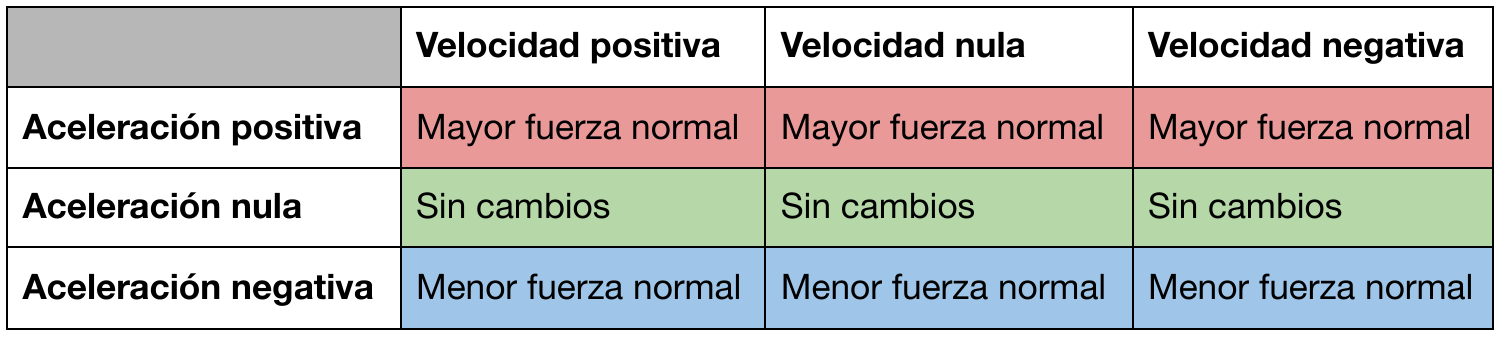 Velocidad positiva Velocidad nula Velocidad negativa
Aceleración positiva Mayor fuerza normal Mayor fuerza normal Mayor fuerza normal
Aceleración nula Sin cambios Sin cambios Sin cambios
Aceleración negativa Menor fuerza normal Menor fuerza normal Menor fuerza normal